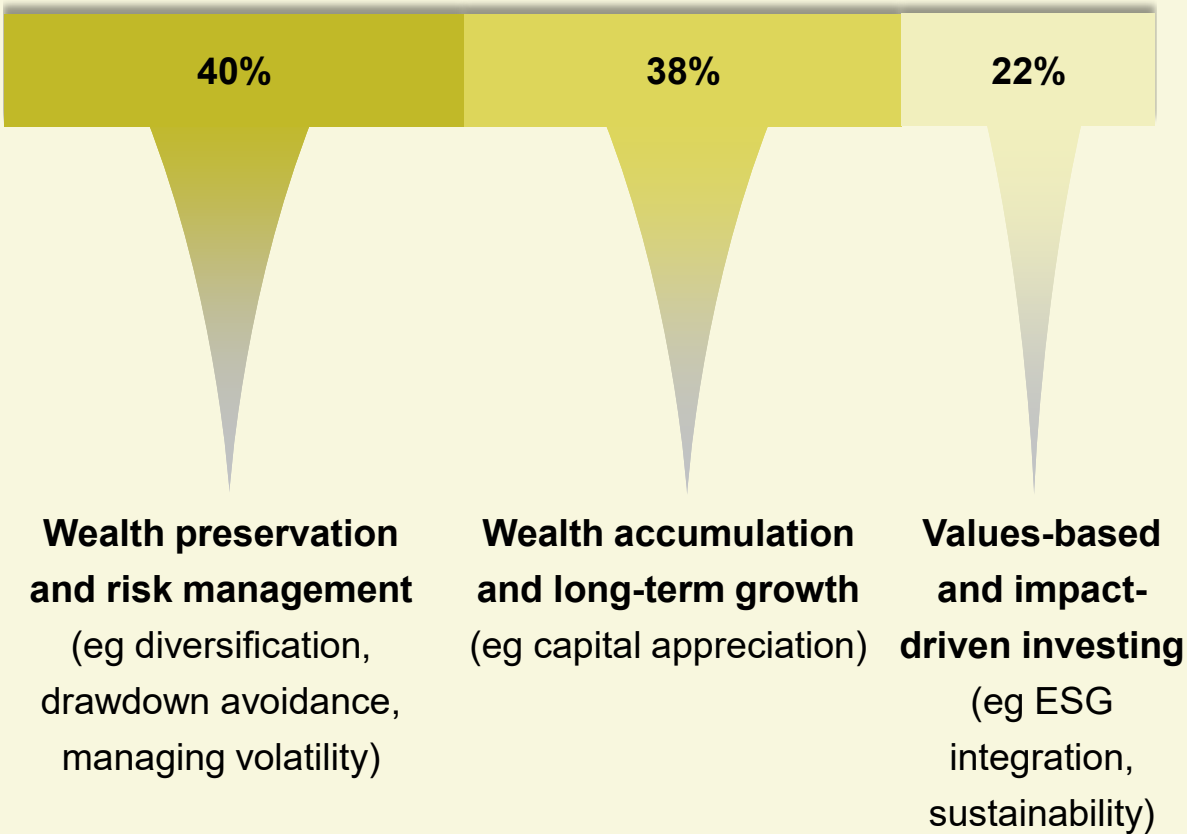 40%
38%
22%
Wealth preservation
and risk management
(eg diversification,
drawdown avoidance,
managing volatility)
Wealth accumulation
and long-term growth
(eg capital appreciation)
Values-based
and impact-
driven investing
(eg ESG
integration,
sustainability)